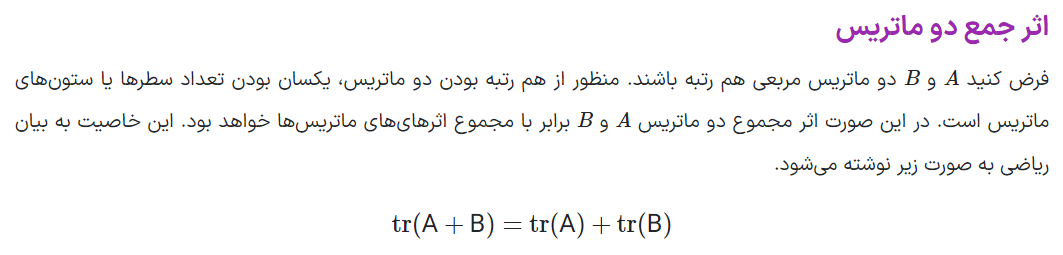 اثر جمع دو ماتریس
فرض کنید A و B دو ماتریس مربعی هم رتبه باشند. منظور از هم رتبه بودن دو ماتریس، یکسان بودن تعداد سطرها یا ستون‌های
ماتریس است. در این صورت اثر مجموع دو ماتریس A و B برابر با مجموع اثرهای‌های ماتریس‌ها خواهد بود. این خاصیت به بیان
ریاضی به صورت زیر نوشته می‌شود.
tr(A + B) = tr(A) + tr(B)